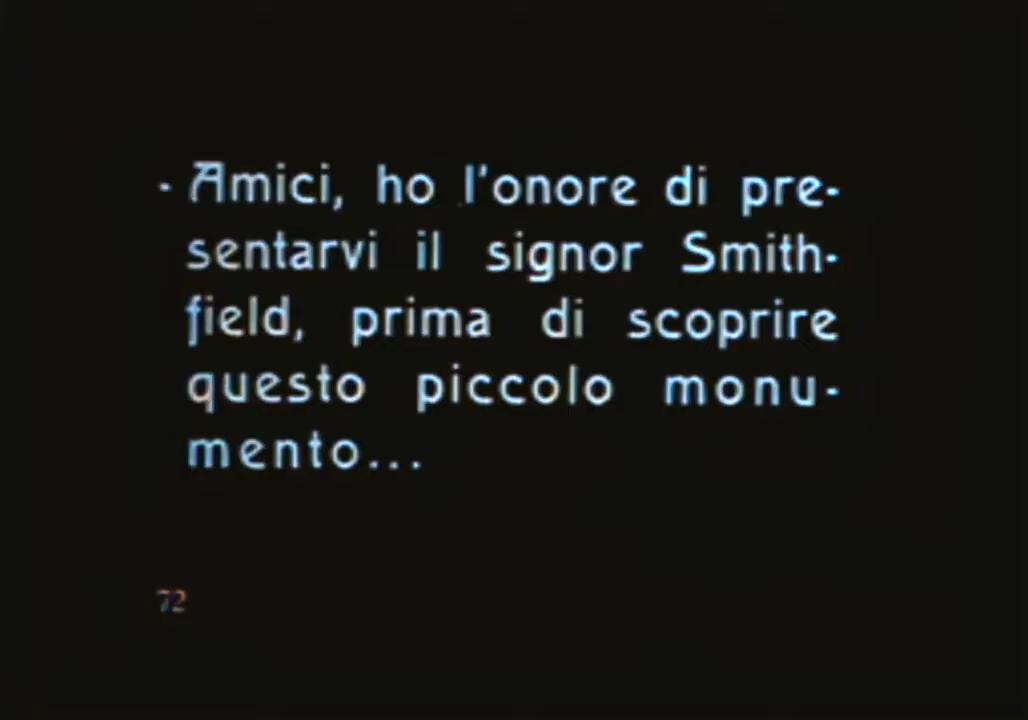 - Amici, ho l'onore di pre-
sentarvi il signor Smith-
field, prima di scoprire
questo piccolo monu-
mento...
72